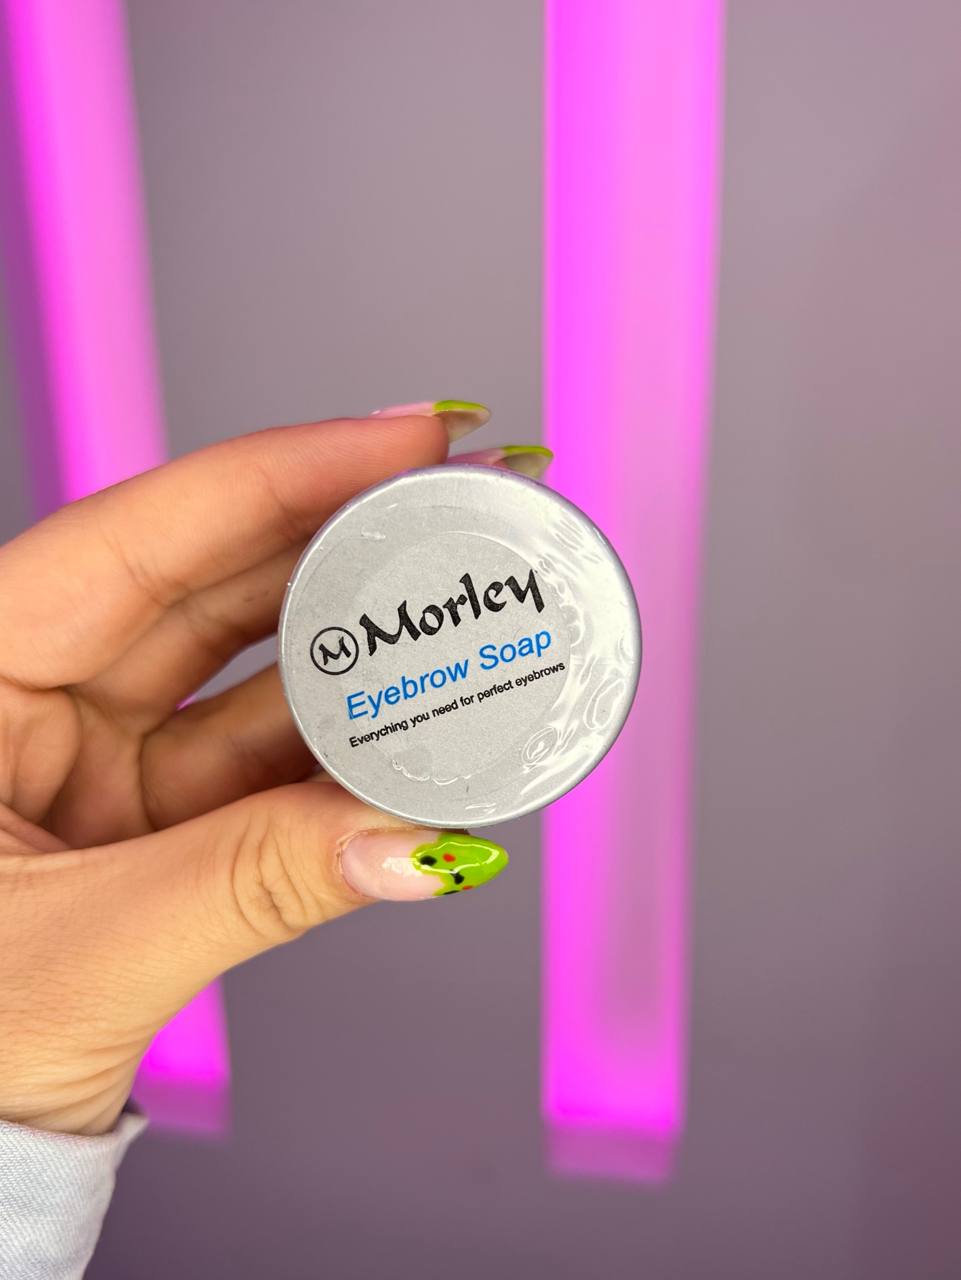 M Morley
Eyebrow Soap
Everyching you need for perfect eyebrows